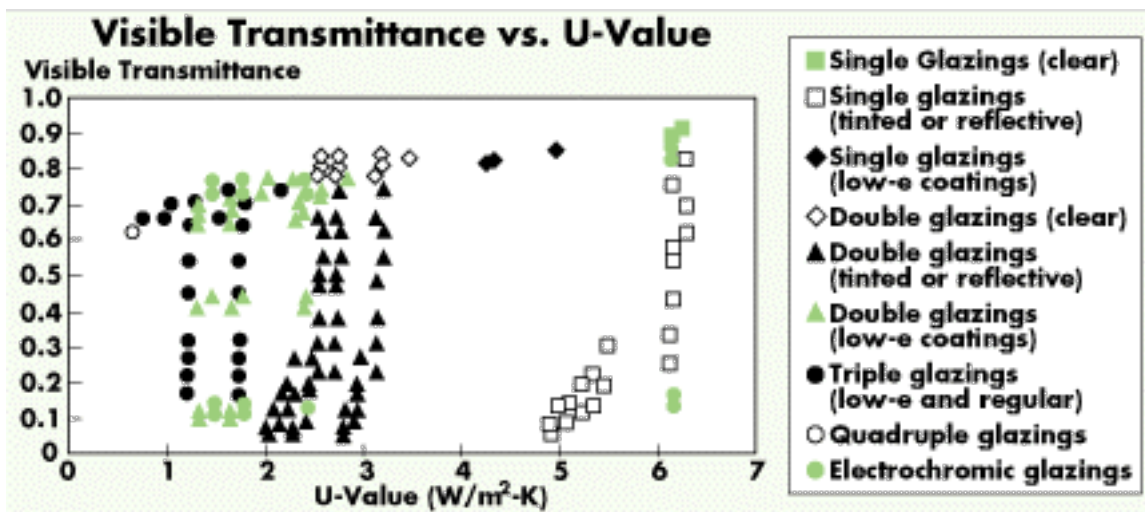 Visible Transmittance vs. U-Value
Visible Transmittance
1.0
0.9
0.8
0.7
0.6
0.5
0.4
0.3
0.2
0.1
0
0 1 2 3 4 5 6 7
U-Value (W/m²-K)
Single Glazings (clear)
Single glazings
(tinted or reflective)
Single glazings
(low-e coatings)
Double glazings (clear)
Double glazings
(tinted or reflective)
Double glazings
(low-e coatings)
Triple glazings
(low-e and regular)
Quadruple glazings
Electrochromic glazings